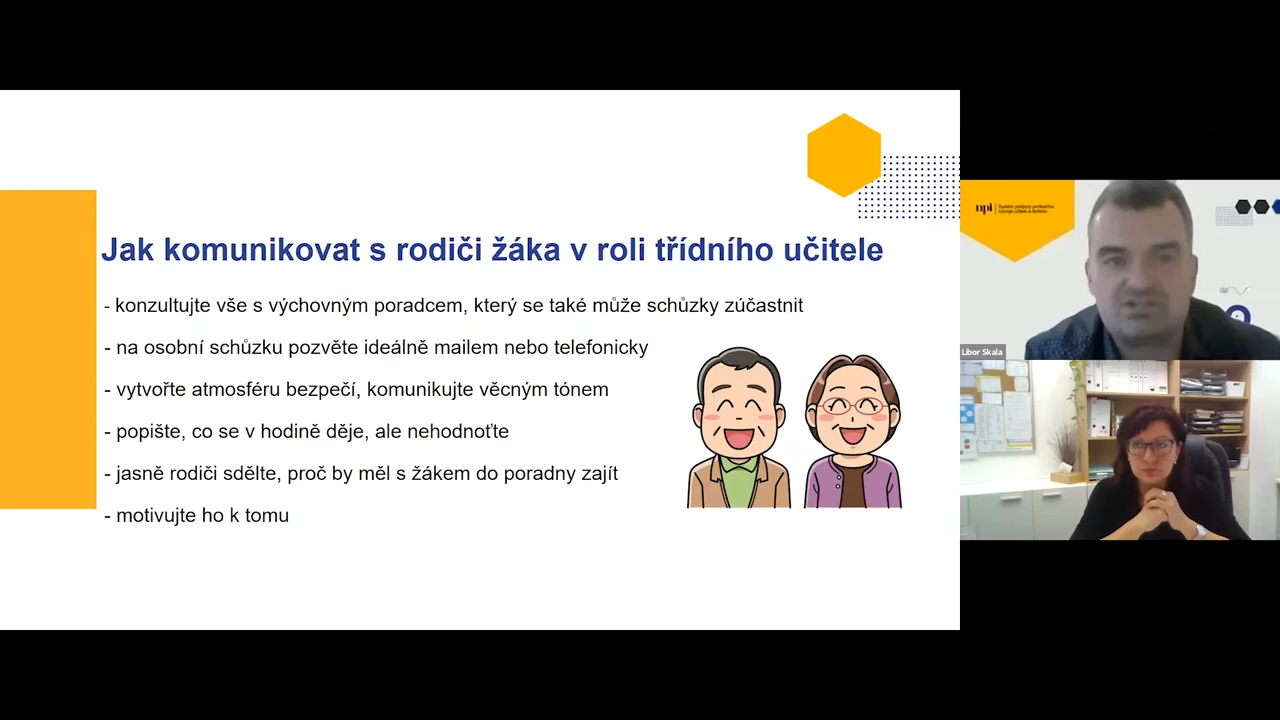 Jak komunikovat s rodiči žáka v roli třídního učitele
- konzultujte vše s výchovným poradcem, který se také může schůzky zúčastnit
- na osobní schůzku pozvěte ideálně mailem nebo telefonicky
- vytvořte atmosféru bezpečí, komunikujte věcným tónem
- popište, co se v hodině děje, ale nehodnoťte
- jasně rodiči sdělte, proč by měl s žákem do poradny zajít
- motivujte ho k tomu
npi
Libor Skala